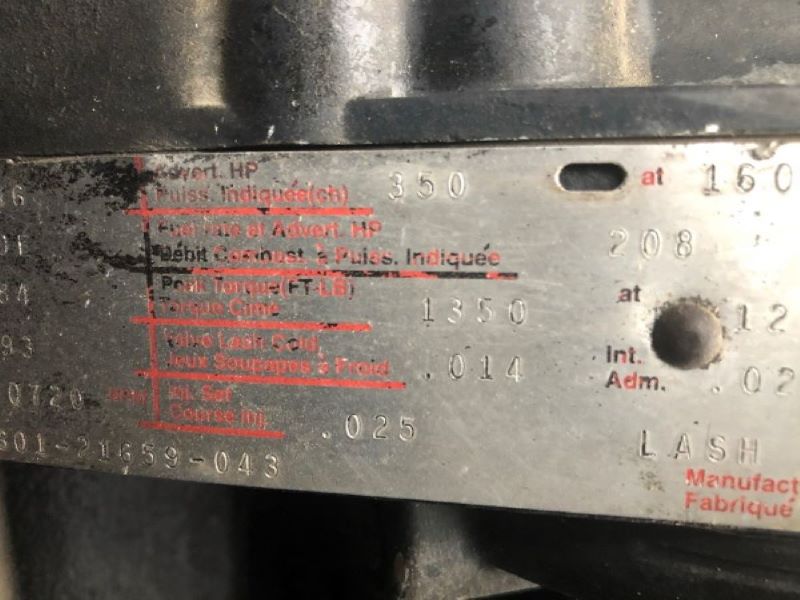 Advert. HP
Puiss. Indiquée(ch) 350 at 160
Fuel rate at Advert. HP
Débit Combust. à Puiss. Indiquée 208
Peak Torque(FT-LB)
Torque Cime 1350 at 12
93 Valve Lash Cold
Jeux Soupapes à Froid .014 Int.
Adm. .02
0720 Inj. Set
Course Inj. .025 LASH
601-21659-043
Manufact
Fabriqué